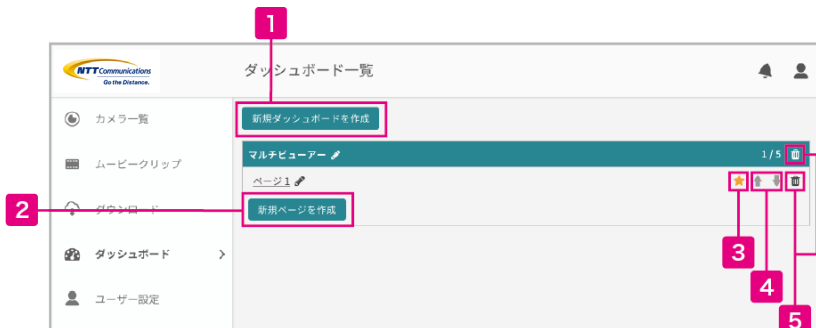 1
NTT Communications
Go the Distance.
ダッシュボード一覧
カメラ一覧
新規ダッシュボードを作成
マルチビューアー
1 / 5
ムービークリップ
ページ1
2
ダウンロード
新規ページを作成
3
ダッシュボード
4
ユーザー設定
5